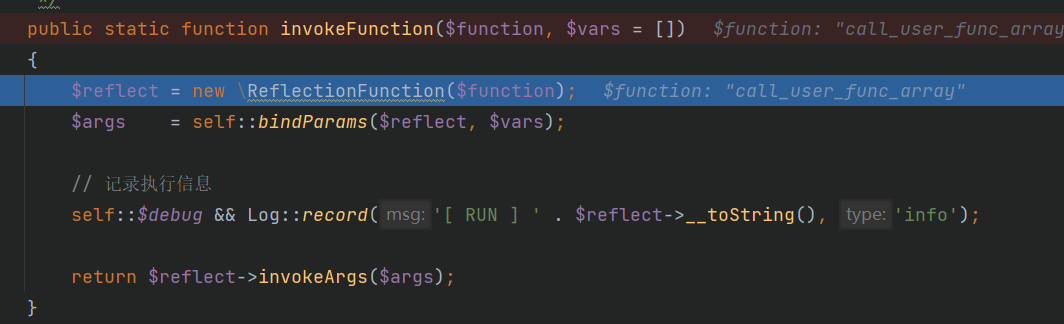 */
public static function invokeFunction($function, $vars = []) $function: "call_user_func_array
{
$reflect = new \ReflectionFunction($function); $function: "call_user_func_array"
$args = self::bindParams($reflect, $vars);
// 记录执行信息
self::$debug && Log::record( msg: '[ RUN ] ' . $reflect->__toString(), type: 'info');
return $reflect->invokeArgs($args);
}